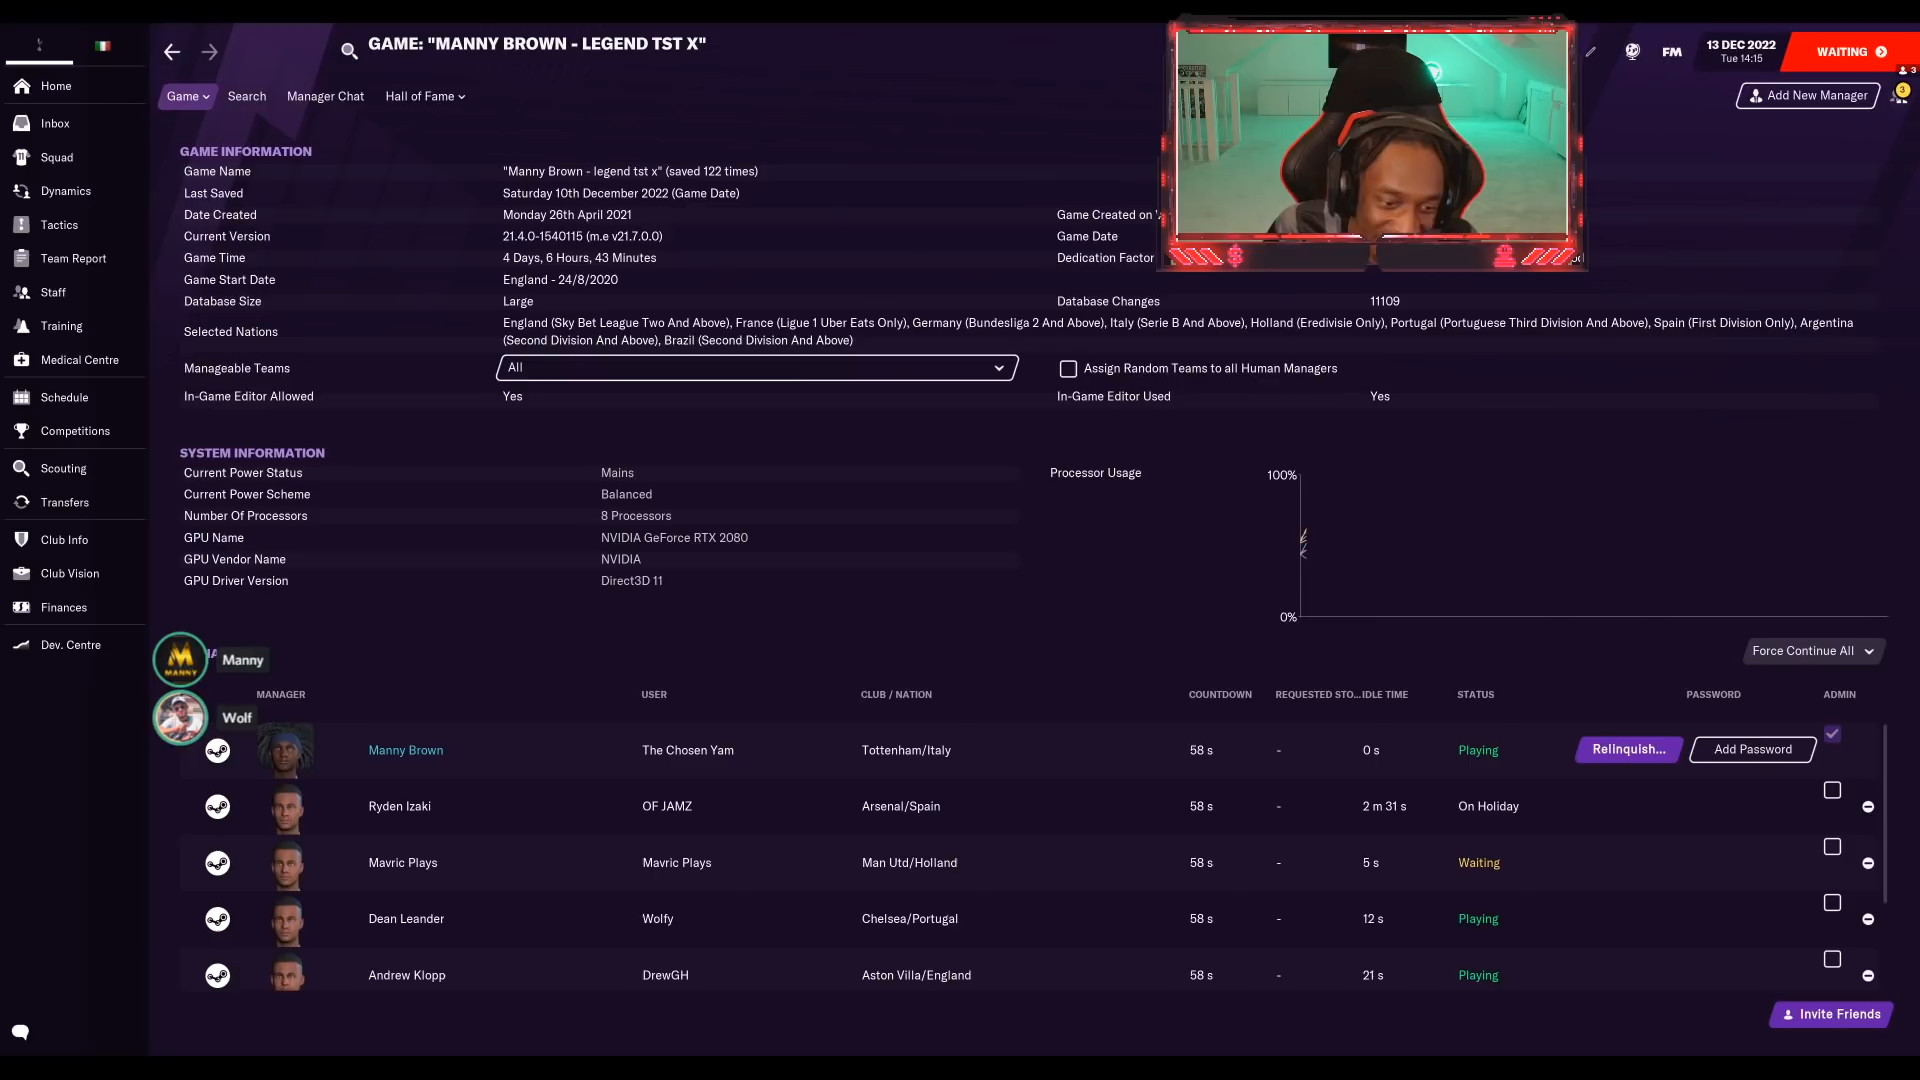 GAME: "MANNY BROWN - LEGEND TST X"
FM
13 DEC 2022
Tue 14:15
WAITING
3
Home
Game
Search
Manager Chat
Hall of Fame
Add New Manager
3
Inbox
Squad
Dynamics
Tactics
Team Report
Staff
Training
Medical Centre
Schedule
Competitions
Scouting
Transfers
Club Info
Club Vision
Finances
Dev. Centre
GAME INFORMATION
Game Name "Manny Brown - legend tst x" (saved 122 times)
Last Saved Saturday 10th December 2022 (Game Date)
Date Created Monday 26th April 2021 Game Created on
Current Version 21.4.0-1540115 (m.e v21.7.0.0) Game Date
Game Time 4 Days, 6 Hours, 43 Minutes Dedication Factor
Game Start Date England - 24/8/2020
Database Size Large Database Changes 11109
Selected Nations England (Sky Bet League Two And Above), France (Ligue 1 Uber Eats Only), Germany (Bundesliga 2 And Above), Italy (Serie B And Above), Holland (Eredivisie Only), Portugal (Portuguese Third Division And Above), Spain (First Division Only), Argentina
(Second Division And Above), Brazil (Second Division And Above)
Manageable Teams All Assign Random Teams to all Human Managers
In-Game Editor Allowed Yes In-Game Editor Used Yes
SYSTEM INFORMATION
Current Power Status Mains Processor Usage 100%
Current Power Scheme Balanced
Number Of Processors 8 Processors
GPU Name NVIDIA GeForce RTX 2080
GPU Vendor Name NVIDIA
GPU Driver Version Direct3D 11
0%
MANNY
Manny
Force Continue All
Wolf
MANAGER USER CLUB / NATION COUNTDOWN REQUESTED STO... IDLE TIME STATUS PASSWORD ADMIN
Manny Brown The Chosen Yam Tottenham/Italy 58 s - 0 s Playing Relinquish... Add Password
Ryden Izaki OF JAMZ Arsenal/Spain 58 s - 2 m 31 s On Holiday
Mavric Plays Mavric Plays Man Utd/Holland 58 s - 5 s Waiting
Dean Leander Wolfy Chelsea/Portugal 58 s - 12 s Playing
Andrew Klopp DrewGH Aston Villa/England 58 s - 21 s Playing
Invite Friends